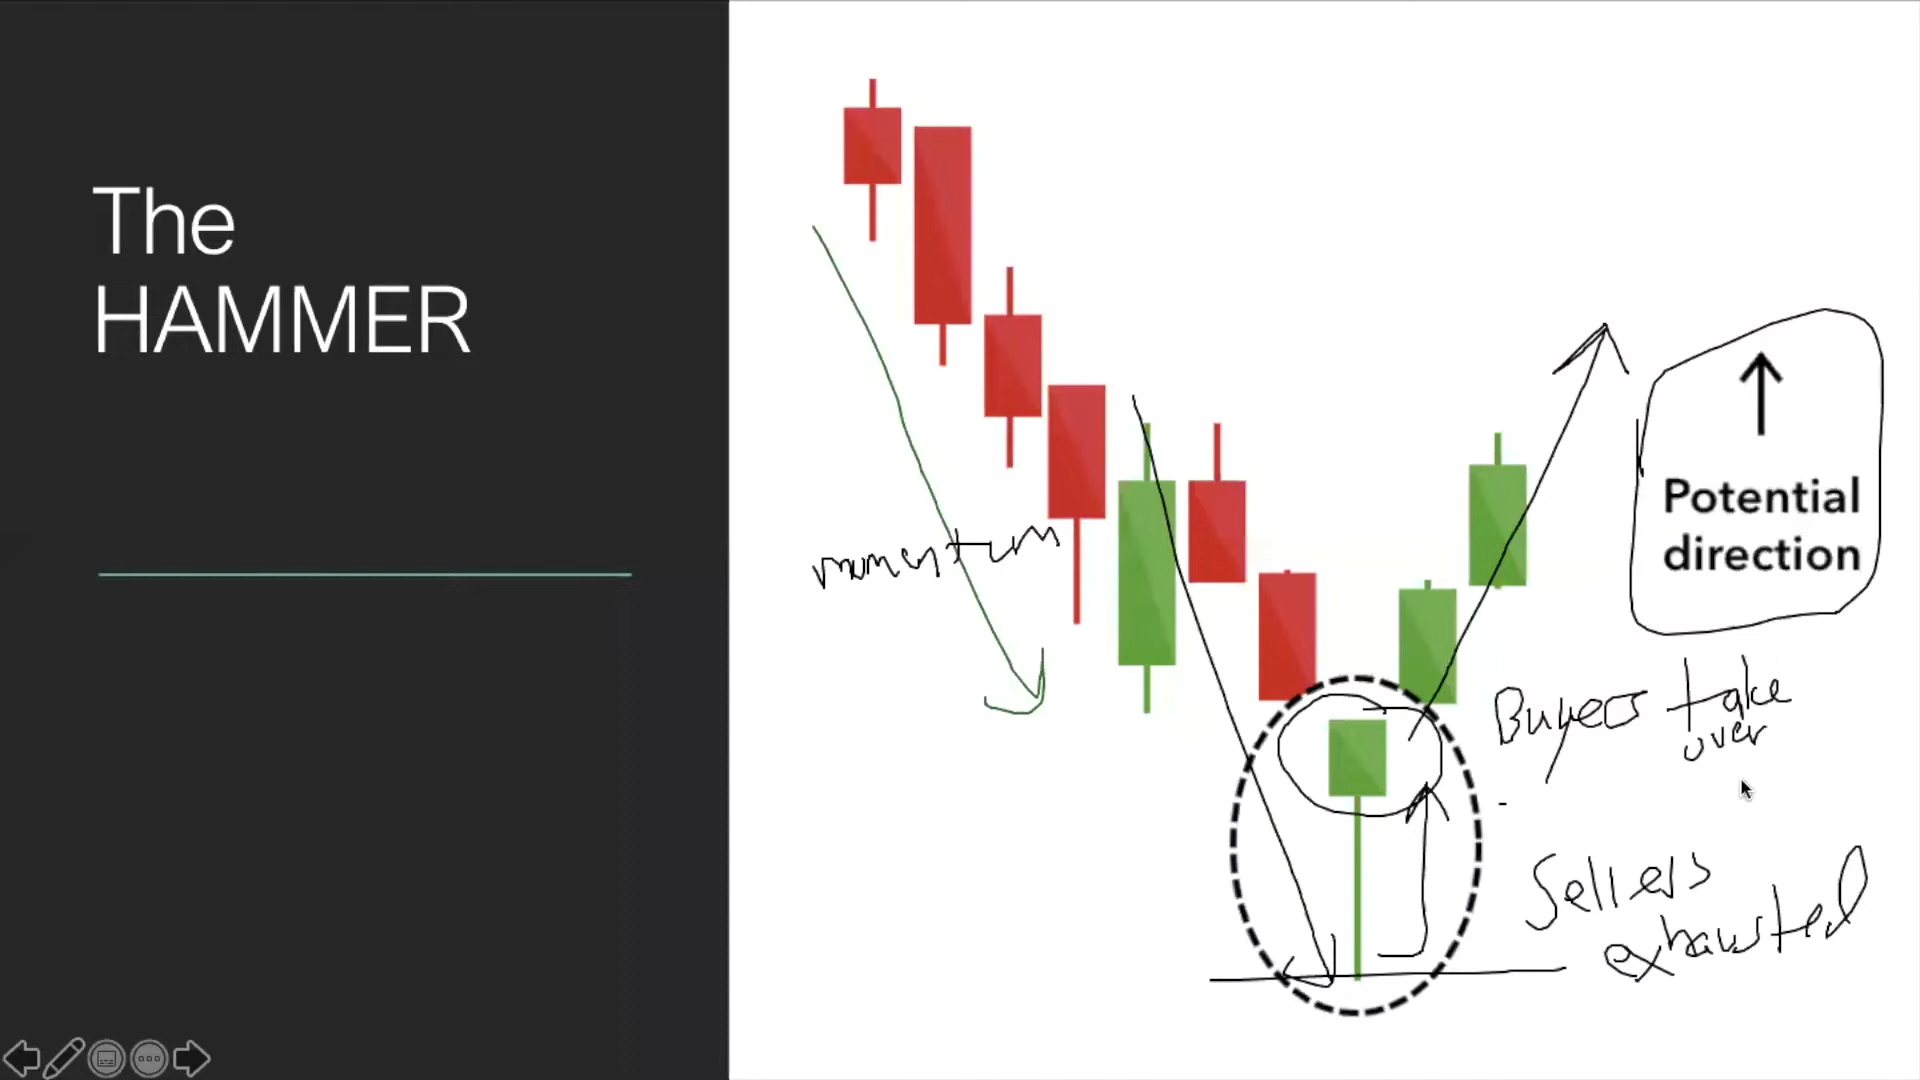 The
HAMMER
momentum
Potential
direction
Buyers take
over
Sellers
exhausted